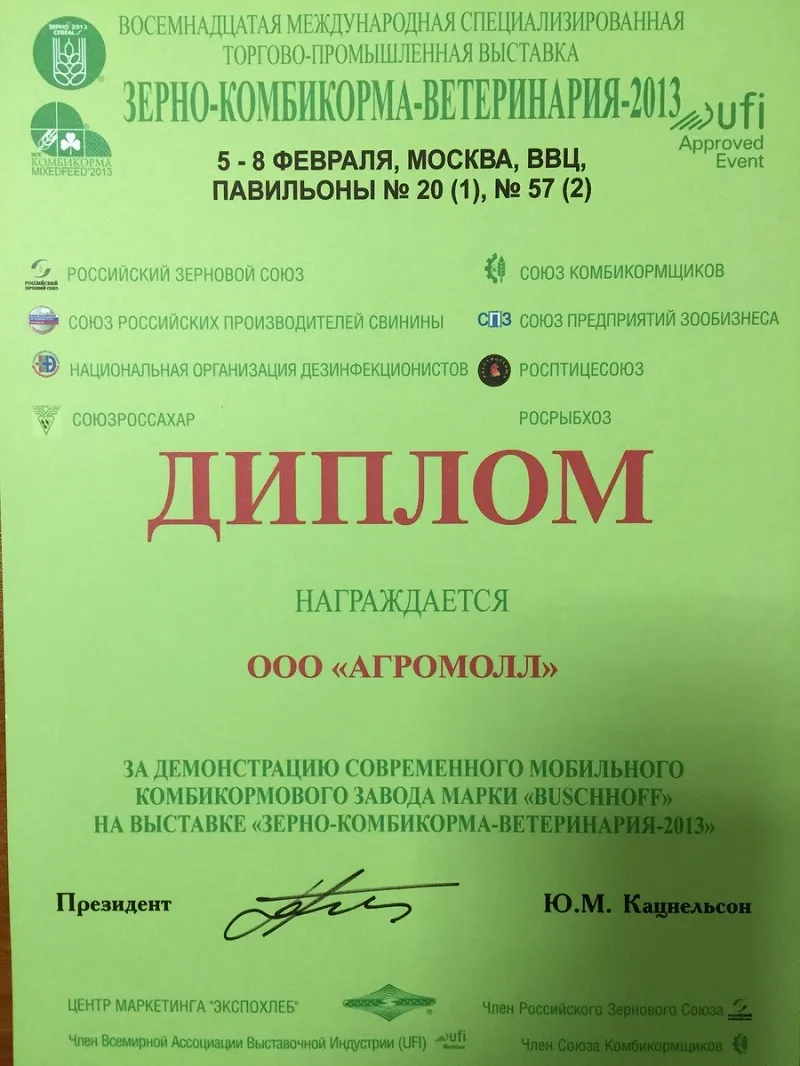 ВОСЕМНАДЦАТАЯ МЕЖДУНАРОДНАЯ СПЕЦИАЛИЗИРОВАННАЯ
ТОРГОВО-ПРОМЫШЛЕННАЯ ВЫСТАВКА
ЗЕРНО-КОМБИКОРМА-ВЕТЕРИНАРИЯ-2013
ЗЕРНО 2013
CEREALS
КОМБИКОРМА
MIXEDFEED'2013
ufi
Approved
Event
5 - 8 ФЕВРАЛЯ, МОСКВА, ВВЦ,
ПАВИЛЬОНЫ № 20 (1), № 57 (2)
РОССИЙСКИЙ ЗЕРНОВОЙ СОЮЗ
СОЮЗ КОМБИКОРМЩИКОВ
СОЮЗ РОССИЙСКИХ ПРОИЗВОДИТЕЛЕЙ СВИНИНЫ
СПЗ СОЮЗ ПРЕДПРИЯТИЙ ЗООБИЗНЕСА
НАЦИОНАЛЬНАЯ ОРГАНИЗАЦИЯ ДЕЗИНФЕКЦИОНИСТОВ
РОСПТИЦЕСОЮЗ
СОЮЗРОССАХАР
РОСРЫБХОЗ
ДИПЛОМ
НАГРАЖДАЕТСЯ
ООО «АГРОМОЛЛ»
ЗА ДЕМОНСТРАЦИЮ СОВРЕМЕННОГО МОБИЛЬНОГО
КОМБИКОРМОВОГО ЗАВОДА МАРКИ «BUSCHHOFF»
НА ВЫСТАВКЕ «ЗЕРНО-КОМБИКОРМА-ВЕТЕРИНАРИЯ-2013»
Президент
Ю.М. Кацнельсон
ЦЕНТР МАРКЕТИНГА "ЭКСПОХЛЕБ"
Член Российского Зернового Союза
Член Всемирной Ассоциации Выставочной Индустрии (UFI) ufi
Член Союза Комбикормщиков